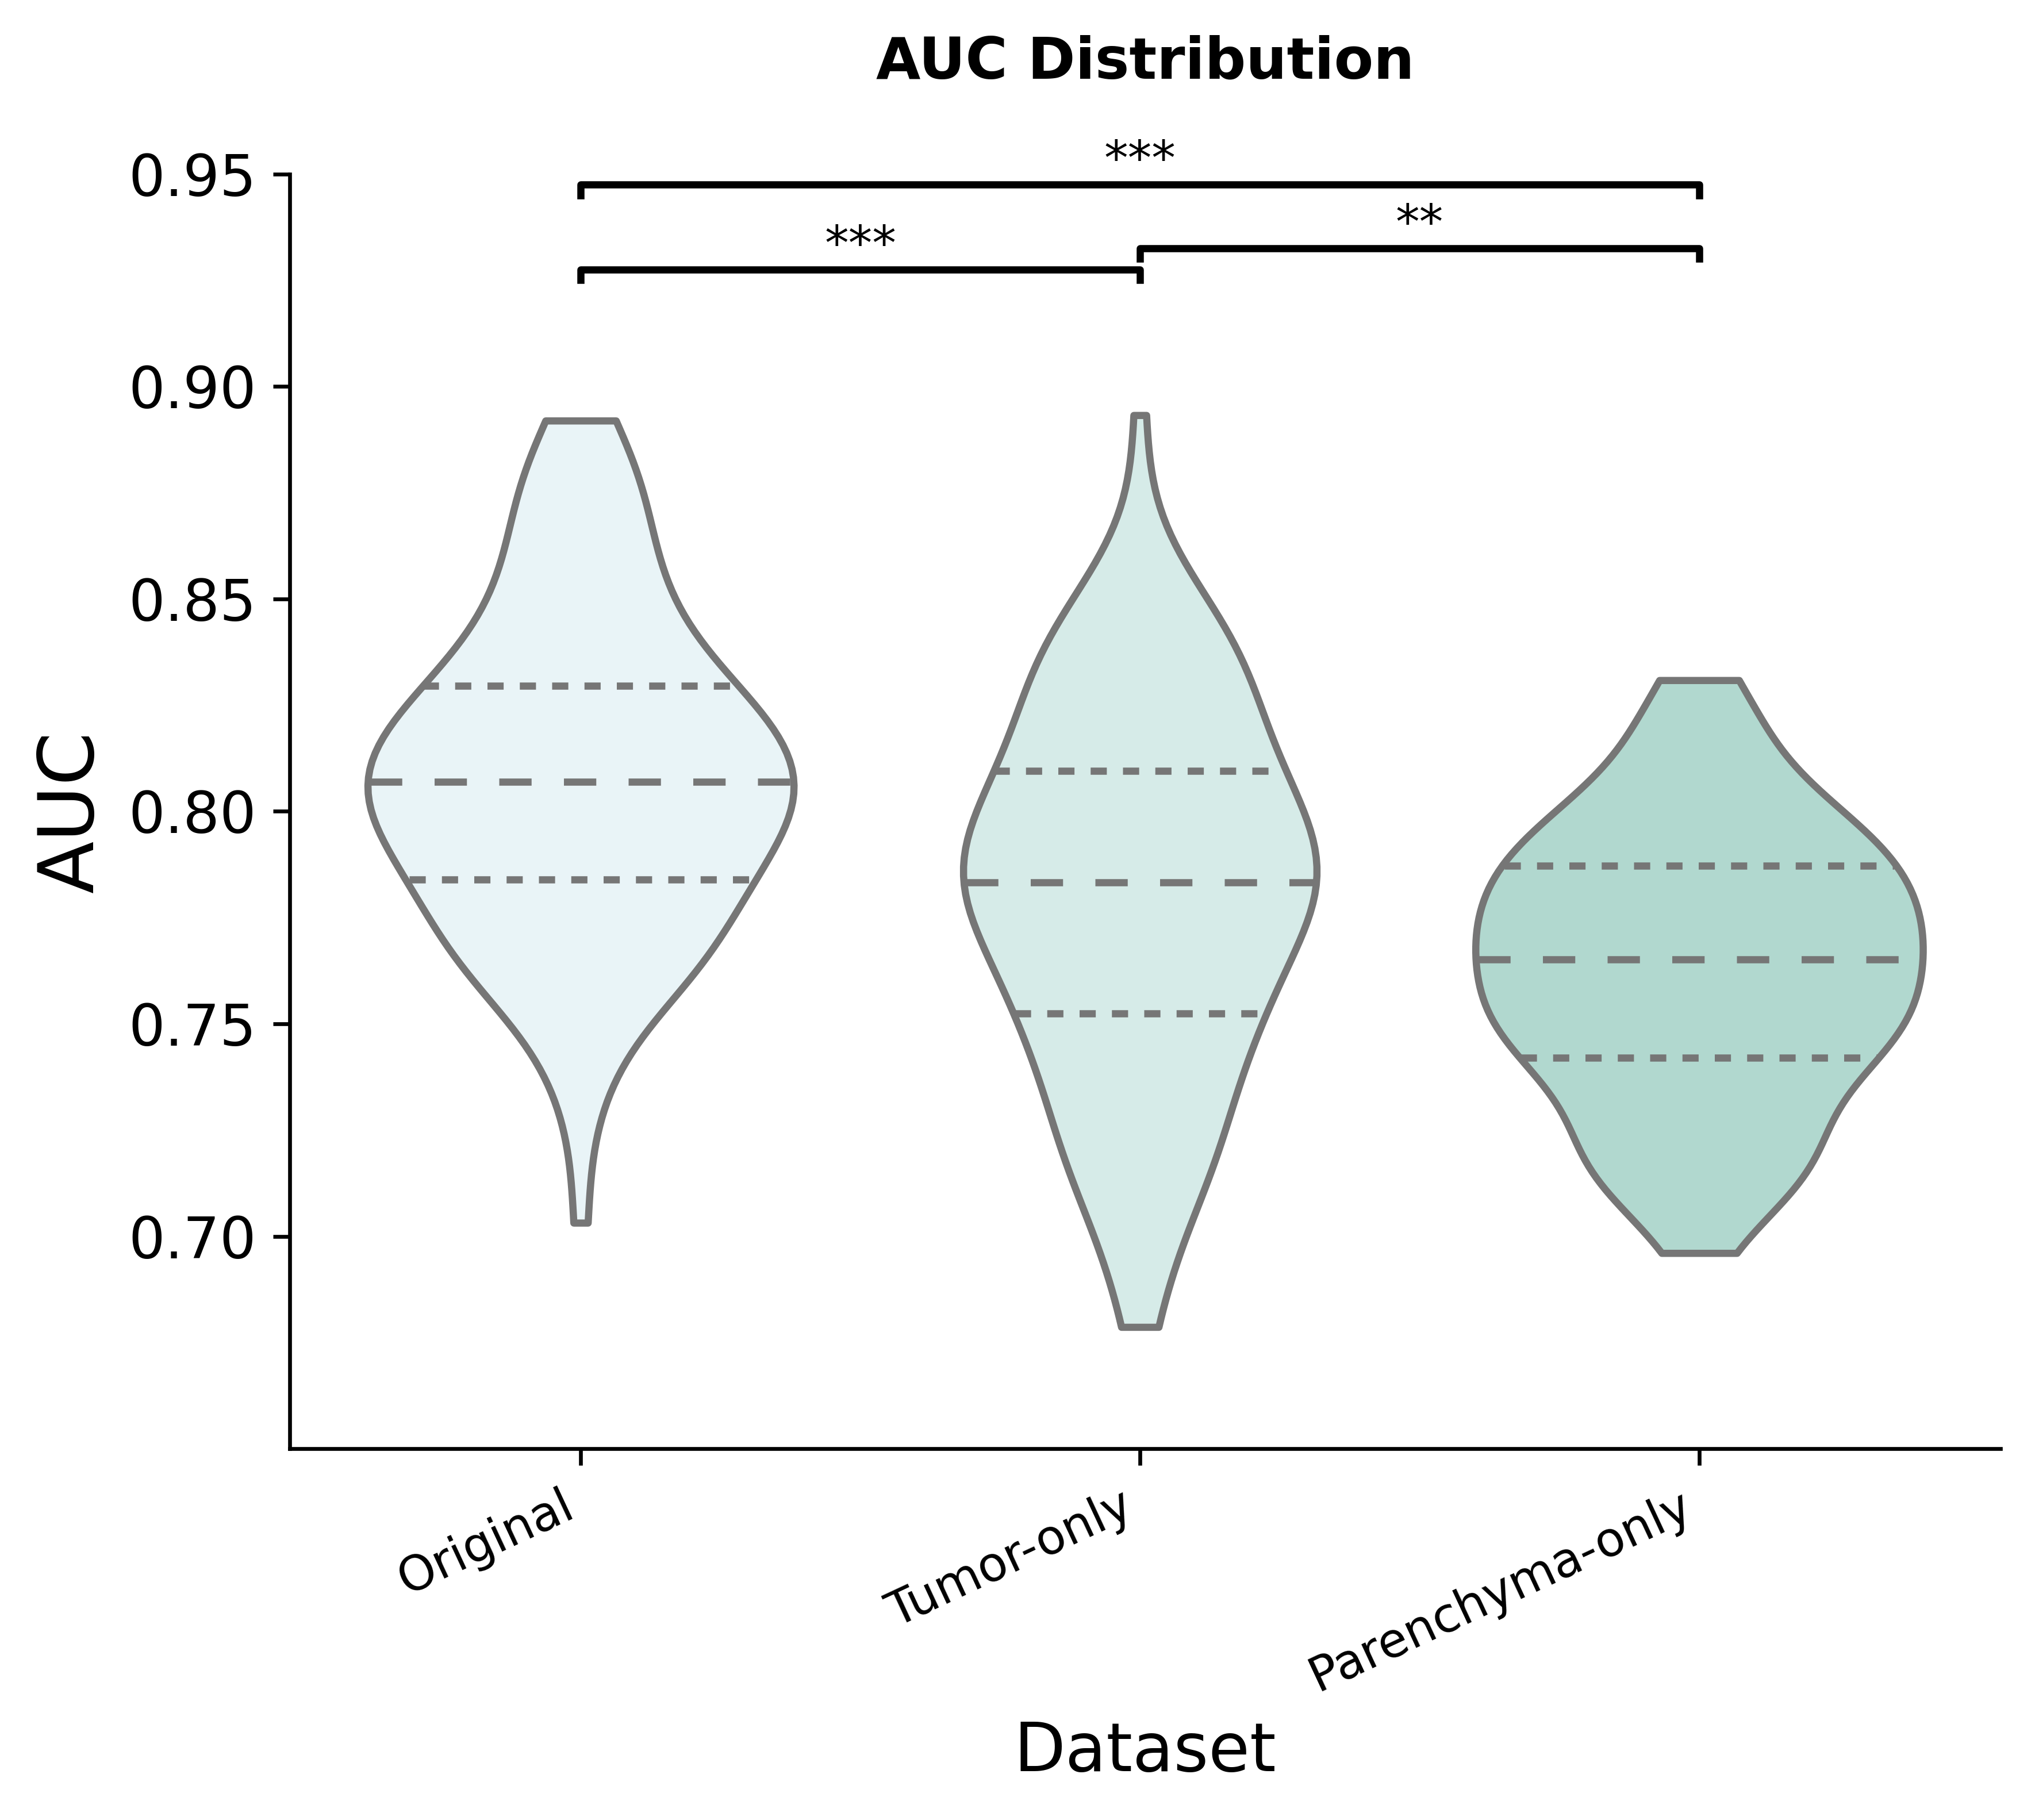 AUC Distribution
***
**
***
0.95
0.90
0.85
0.80
0.75
0.70
AUC
Original
Tumor-only
Parenchyma-only
Dataset